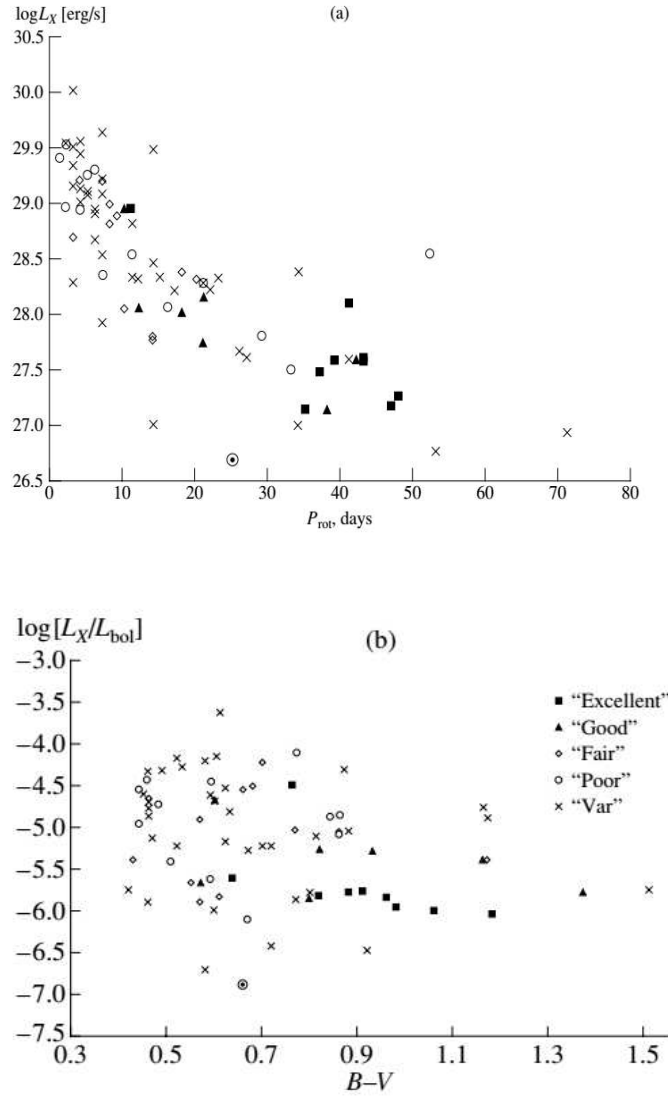 log L_X [erg/s]
(a)
30.5
30.0
29.9
29.0
28.5
28.0
27.5
27.0
26.5
0 10 20 30 40 50 60 70 80
P_rot, days
log [L_X/L_bol]
(b)
–3.0
–3.5
–4.0
–4.5
–5.0
–5.5
–6.0
–6.5
–7.0
–7.5
"Excellent"
"Good"
"Fair"
"Poor"
"Var"
0.3 0.5 0.7 0.9 1.1 1.3 1.5
B–V